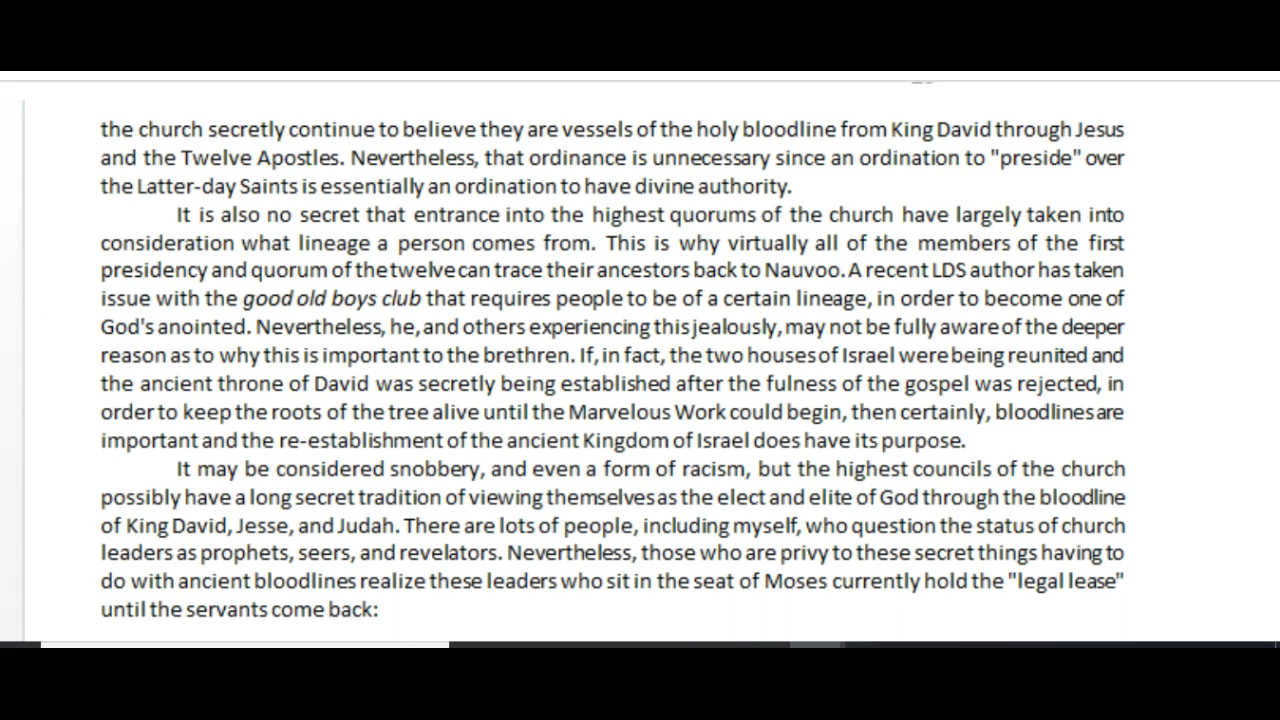 the church secretly continue to believe they are vessels of the holy bloodline from King David through Jesus
and the Twelve Apostles. Nevertheless, that ordinance is unnecessary since an ordination to "preside" over
the Latter-day Saints is essentially an ordination to have divine authority.
It is also no secret that entrance into the highest quorums of the church have largely taken into
consideration what lineage a person comes from. This is why virtually all of the members of the first
presidency and quorum of the twelve can trace their ancestors back to Nauvoo. A recent LDS author has taken
issue with the good old boys club that requires people to be of a certain lineage, in order to become one of
God's anointed. Nevertheless, he, and others experiencing this jealously, may not be fully aware of the deeper
reason as to why this is important to the brethren. If, in fact, the two houses of Israel were being reunited and
the ancient throne of David was secretly being established after the fulness of the gospel was rejected, in
order to keep the roots of the tree alive until the Marvelous Work could begin, then certainly, bloodlines are
important and the re-establishment of the ancient Kingdom of Israel does have its purpose.
It may be considered snobbery, and even a form of racism, but the highest councils of the church
possibly have a long secret tradition of viewing themselves as the elect and elite of God through the bloodline
of King David, Jesse, and Judah. There are lots of people, including myself, who question the status of church
leaders as prophets, seers, and revelators. Nevertheless, those who are privy to these secret things having to
do with ancient bloodlines realize these leaders who sit in the seat of Moses currently hold the "legal lease"
until the servants come back: